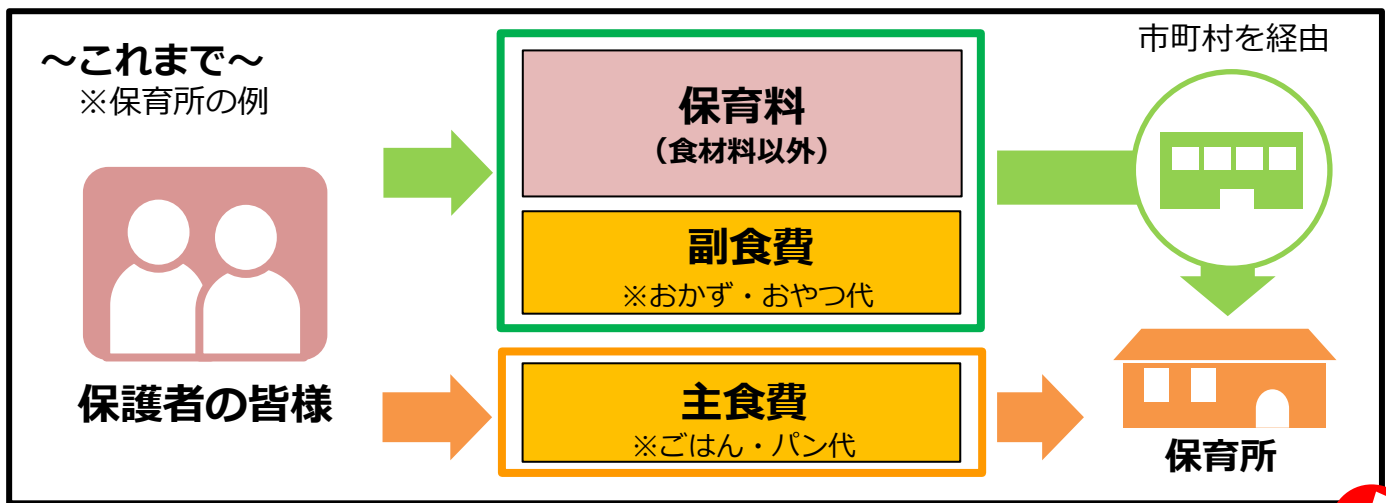 ～これまで～
※保育所の例
市町村を経由
保育料
（食材料以外）
副食費
※おかず・おやつ代
保護者の皆様
主食費
※ごはん・パン代
保育所